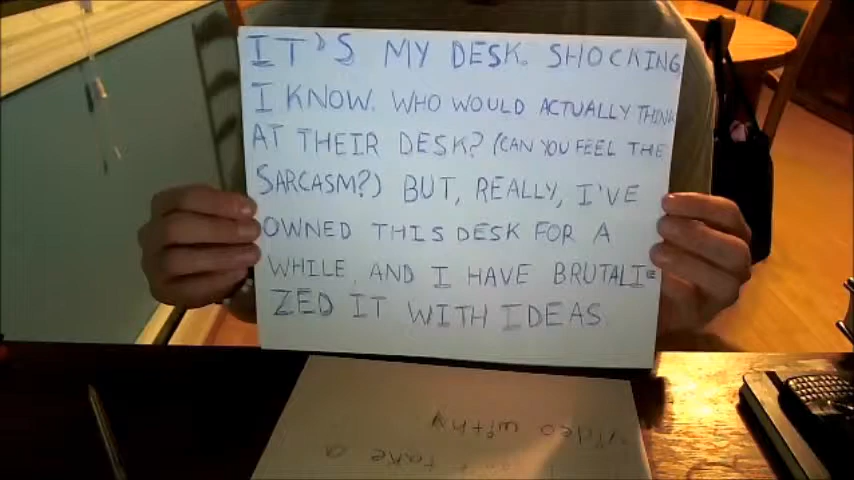 IT'S MY DESK. SHOCKING,
I KNOW. WHO WOULD ACTUALLY THINK
AT THEIR DESK? (CAN YOU FEEL THE
SARCASM?) BUT, REALLY, I'VE
OWNED THIS DESK FOR A
WHILE, AND I HAVE BRUTALI-
ZED IT WITH IDEAS.
take a
video with